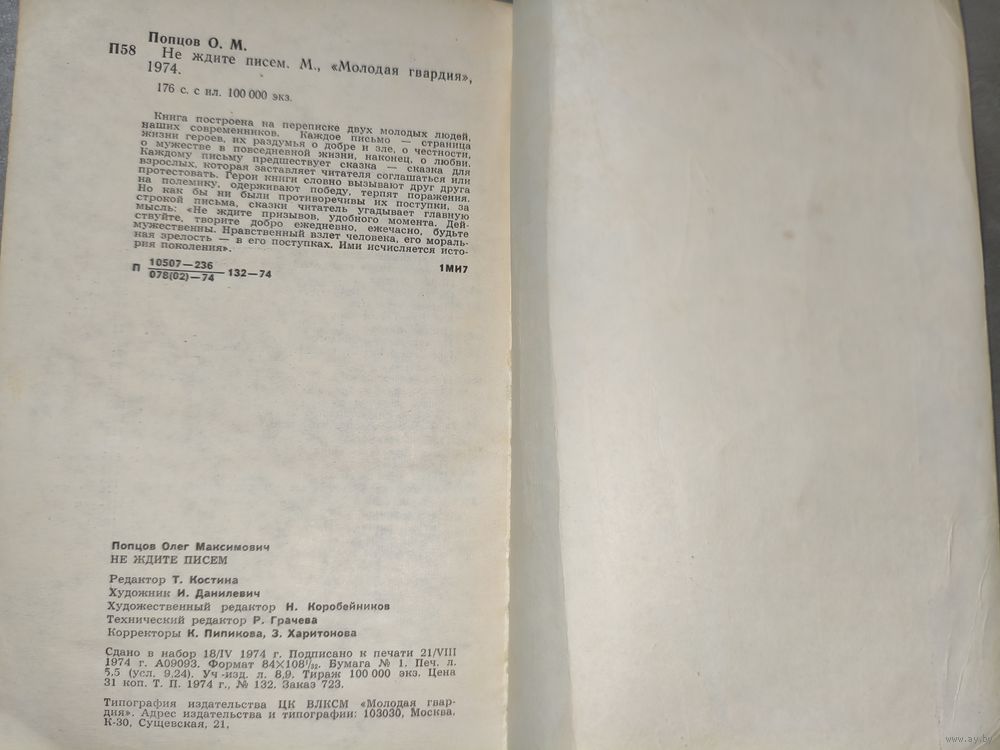 Попцов О. М.
П58 Не ждите писем. М., «Молодая гвардия»,
1974.
176 с. с ил. 100 000 экз.
Книга построена на переписке двух молодых людей,
наших современников. Каждое письмо — страница
жизни героев, их раздумья о добре и зле, о честности,
о мужестве в повседневной жизни, наконец, о любви.
Каждому письму предшествует сказка — сказка для
взрослых, которая заставляет читателя соглашаться или
протестовать. Герои книги словно вызывают друг друга
на полемику, одерживают победу, терпят поражения.
Но как бы ни были противоречивы их поступки, за
строкой письма, сказки читатель угадывает главную
мысль: «Не ждите призывов, удобного момента. Дей-
ствуйте, творите добро ежедневно, ежечасно, будьте
мужественны. Нравственный взлет человека, его мораль-
ная зрелость — в его поступках. Ими исчисляется исто-
рия поколения».
П 10507—236
078(02)—74 132—74 1МИ7
Попцов Олег Максимович
НЕ ЖДИТЕ ПИСЕМ
Редактор Т. Костина
Художник И. Данилевич
Художественный редактор Н. Коробейников
Технический редактор Р. Грачева
Корректоры К. Пипикова, З. Харитонова
Сдано в набор 18/IV 1974 г. Подписано к печати 21/VIII
1974 г. А09093. Формат 84×108¹/₃₂. Бумага № 1. Печ. л.
5,5 (усл. 9,24). Уч-изд. л. 8,9. Тираж 100 000 экз. Цена
31 коп. Т. П. 1974 г., № 132. Заказ 723.
Типография издательства ЦК ВЛКСМ «Молодая гвар-
дия». Адрес издательства и типографии: 103030, Москва,
К-30, Сущевская, 21.
www.ay.by